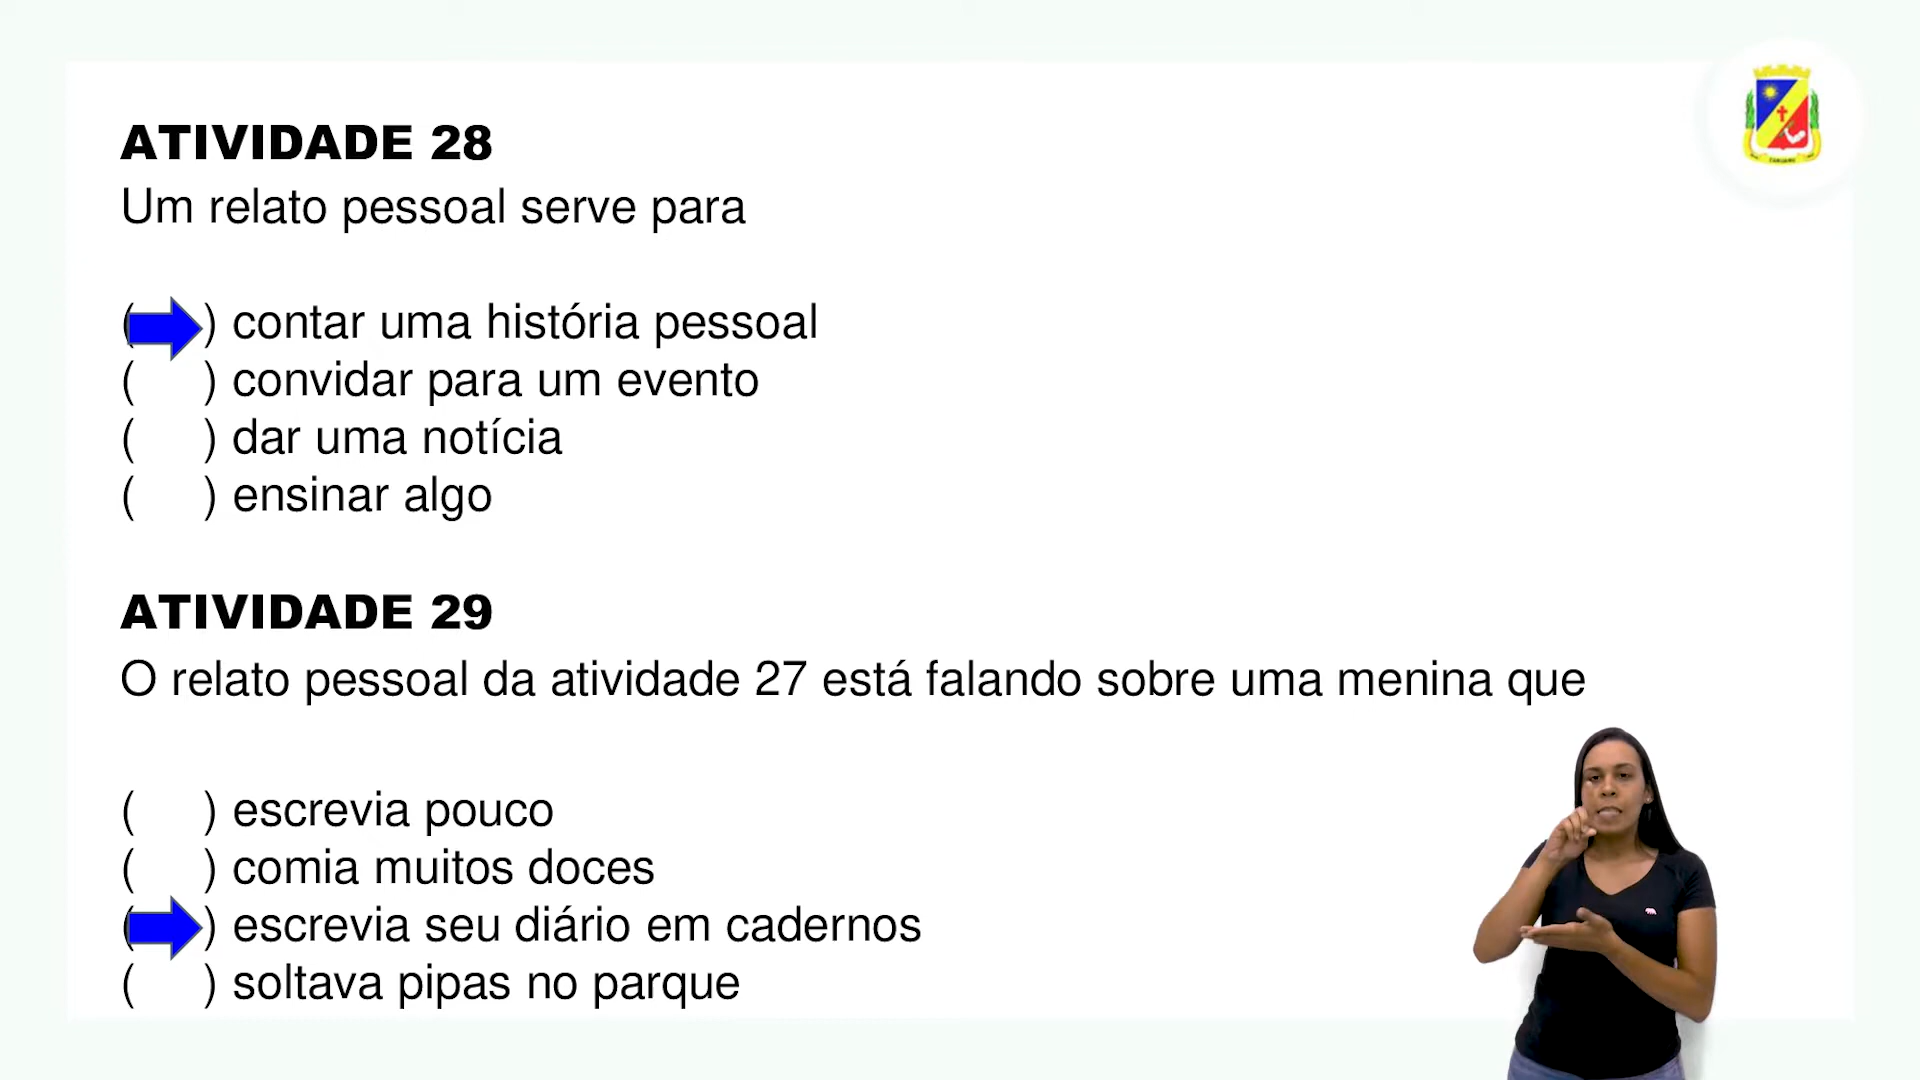 ATIVIDADE 28
Um relato pessoal serve para
( ) contar uma história pessoal
( ) convidar para um evento
( ) dar uma notícia
( ) ensinar algo
ATIVIDADE 29
O relato pessoal da atividade 27 está falando sobre uma menina que
( ) escrevia pouco
( ) comia muitos doces
( ) escrevia seu diário em cadernos
( ) soltava pipas no parque